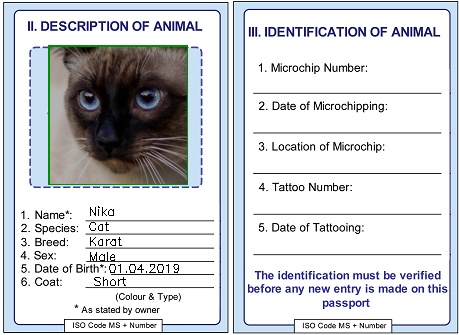 II. DESCRIPTION OF ANIMAL
1. Name*: Nika
2. Species: Cat
3. Breed: Karat
4. Sex: Male
5. Date of Birth*: 01.04.2019
6. Coat: Short
(Colour & Type)
* As stated by owner
ISO Code MS + Number
III. IDENTIFICATION OF ANIMAL
1. Microchip Number:
2. Date of Microchipping:
3. Location of Microchip:
4. Tattoo Number:
5. Date of Tattooing:
The identification must be verified
before any new entry is made on this
passport
ISO Code MS + Number